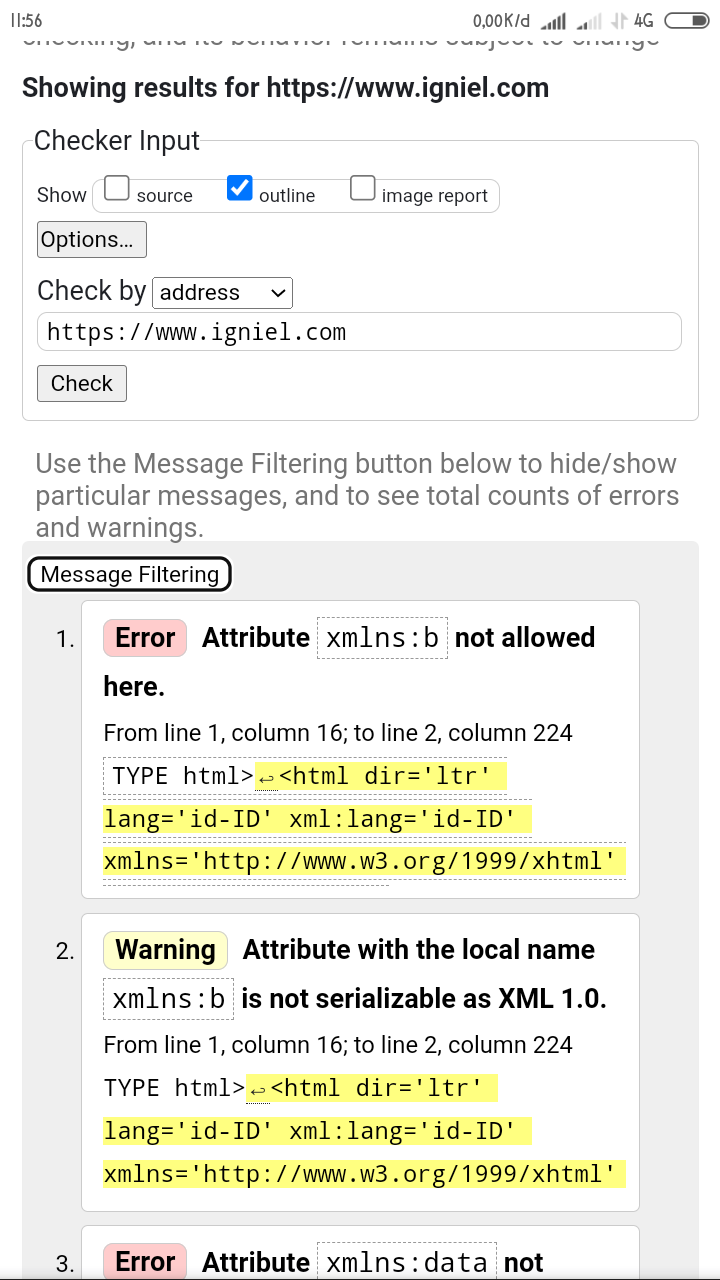 11:56
0,00K/d 4G
checking, and its behavior remains subject to change
Showing results for https://www.igniel.com
Checker Input
Show source outline image report
Options...
Check by address
https://www.igniel.com
Check
Use the Message Filtering button below to hide/show
particular messages, and to see total counts of errors
and warnings.
Message Filtering
1. Error Attribute xmlns:b not allowed
here.
From line 1, column 16; to line 2, column 224
TYPE html>↩<html dir='ltr'
lang='id-ID' xml:lang='id-ID'
xmlns='http://www.w3.org/1999/xhtml'
2. Warning Attribute with the local name
xmlns:b is not serializable as XML 1.0.
From line 1, column 16; to line 2, column 224
TYPE html>↩<html dir='ltr'
lang='id-ID' xml:lang='id-ID'
xmlns='http://www.w3.org/1999/xhtml'
3. Error Attribute xmlns:data not